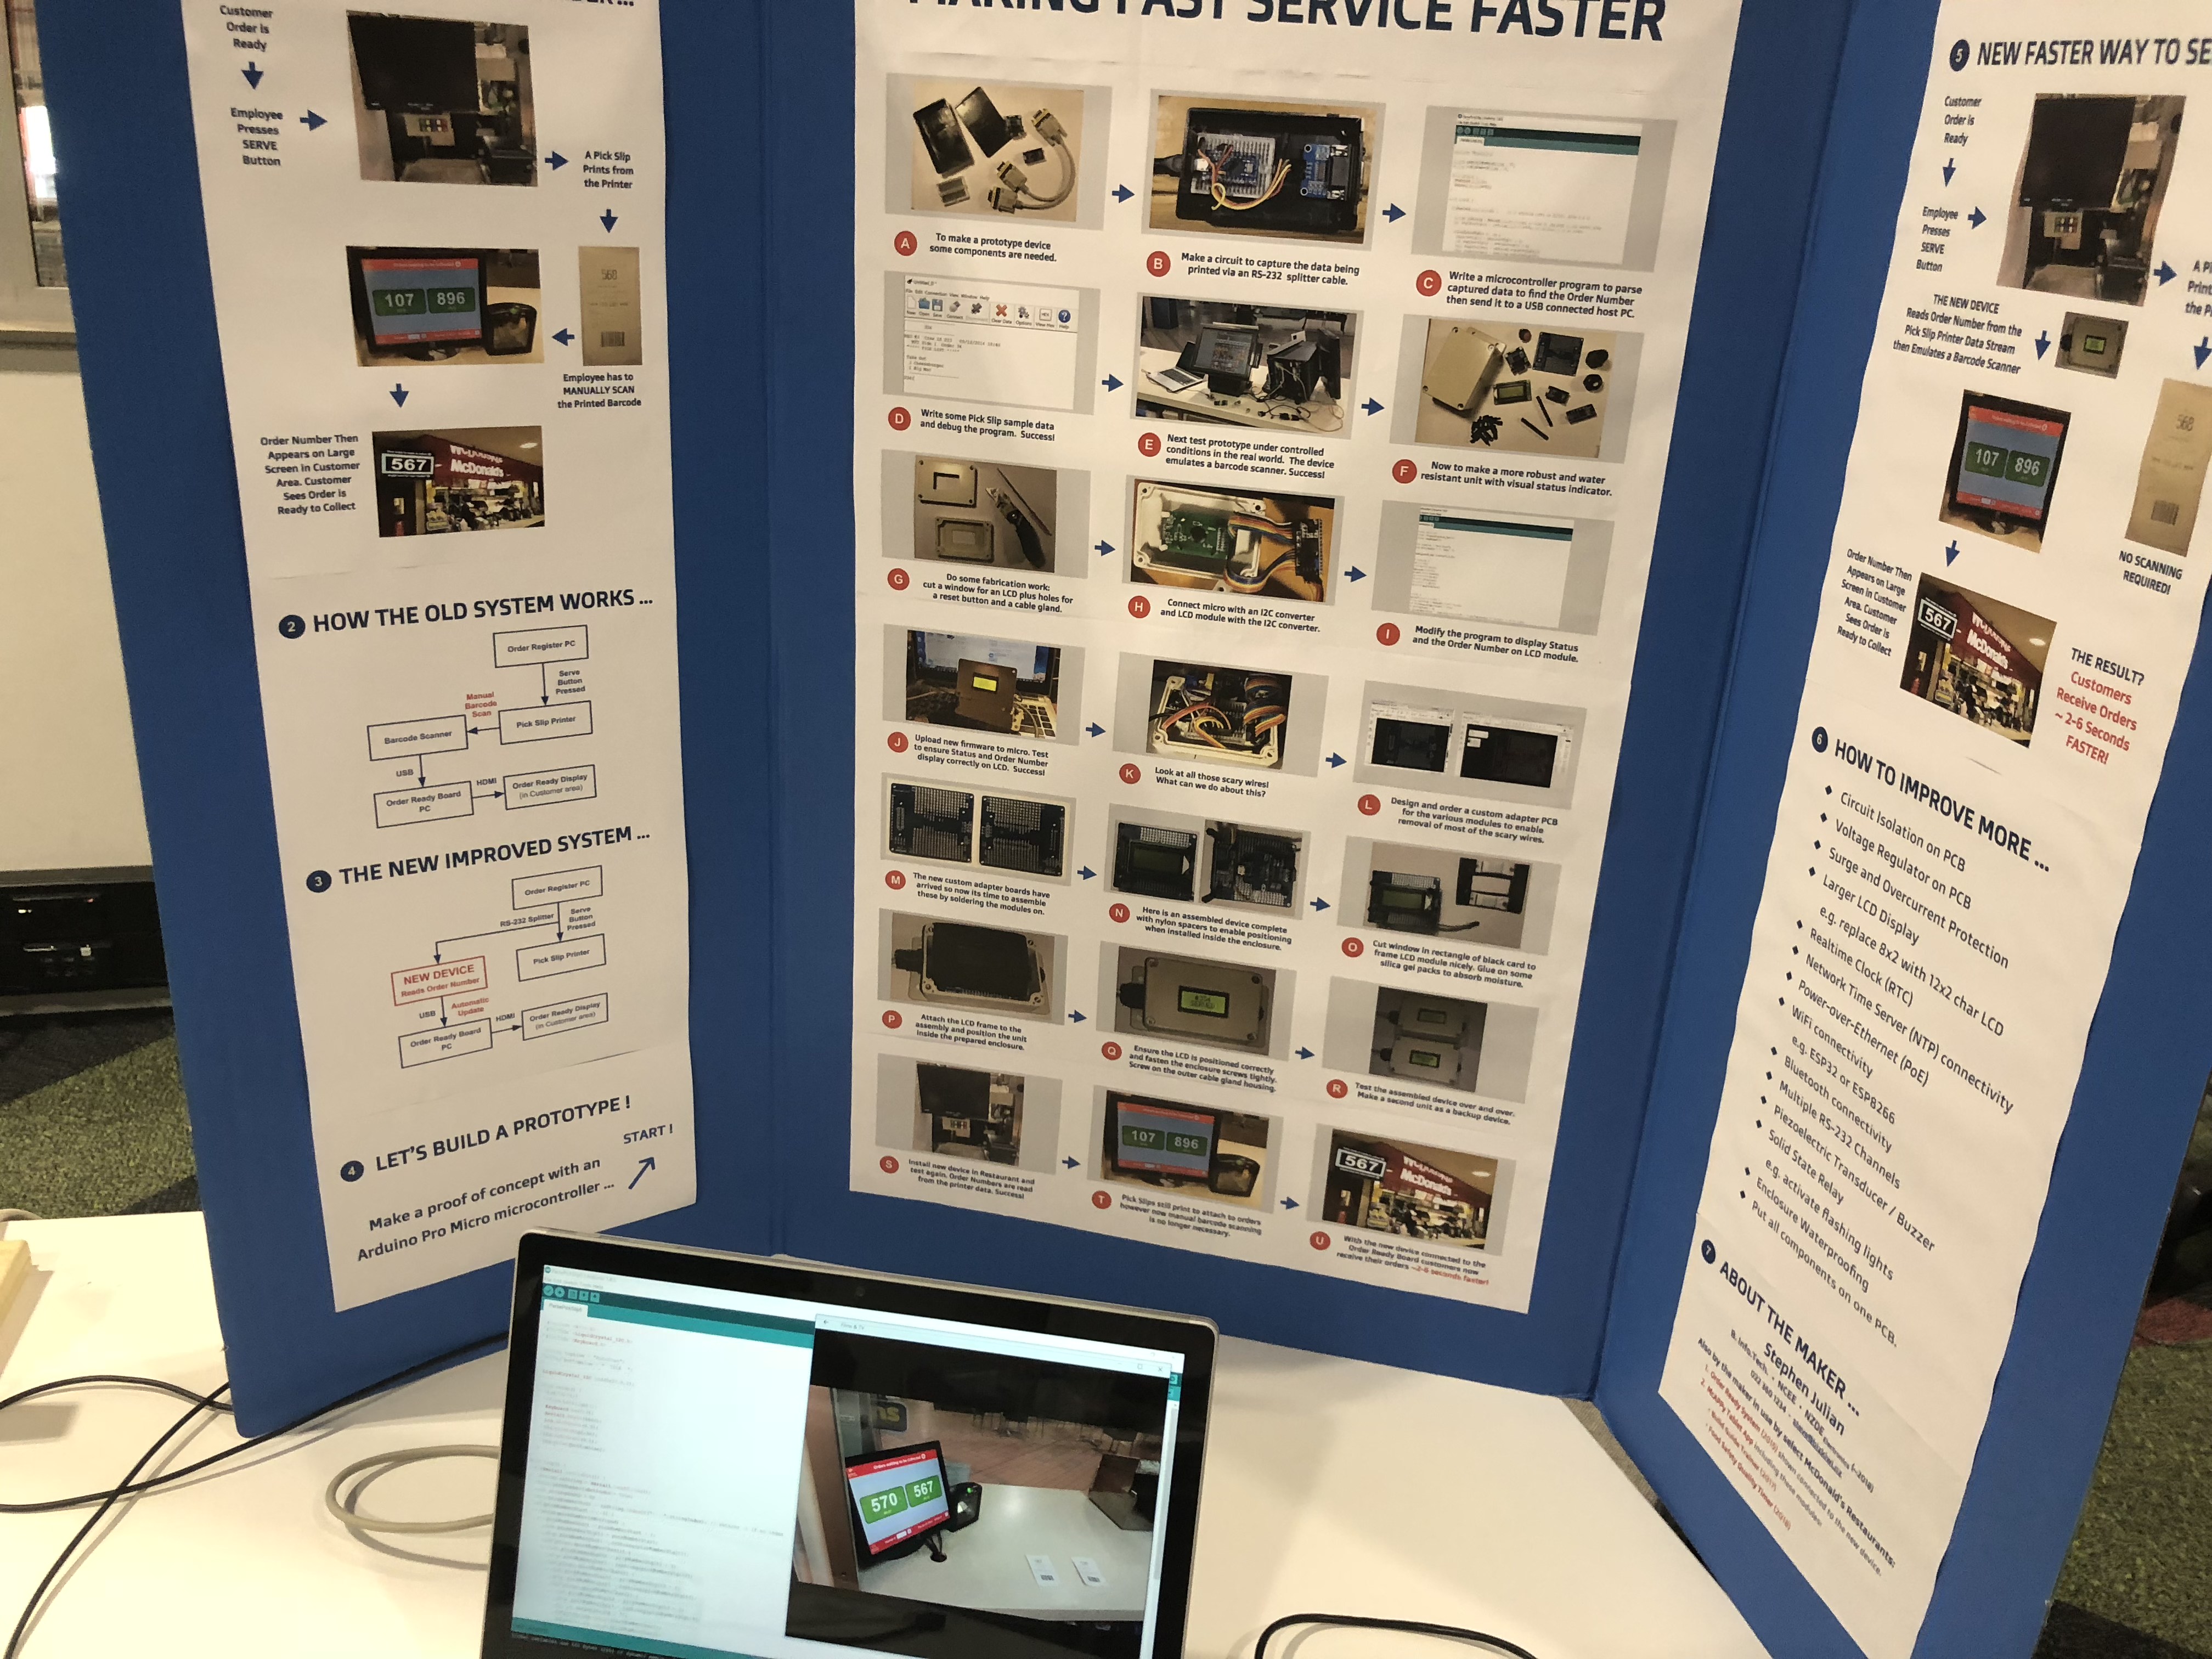 Customer
Order is
Ready
Employee
Presses
SERVE
Button
A Pick Slip
Prints from
the Printer
107 896
568
Employee has to
MANUALLY SCAN
the Printed Barcode
Order Number Then
Appears on Large
Screen in Customer
Area. Customer
Sees Order is
Ready to Collect
567
McDonald's
2 HOW THE OLD SYSTEM WORKS ...
Order Register PC
Serve
Button
Pressed
Manual
Barcode
Scan
Pick Slip Printer
Barcode Scanner
USB
HDMI
Order Ready Board
PC
Order Ready Display
(in Customer area)
3 THE NEW IMPROVED SYSTEM ...
Order Register PC
RS-232 Splitter
Serve
Button
Pressed
Pick Slip Printer
NEW DEVICE
Reads Order Number
USB
Automatic
Update
HDMI
Order Ready Board
PC
Order Ready Display
(in Customer area)
4 LET'S BUILD A PROTOTYPE !
START !
Make a proof of concept with an
Arduino Pro Micro microcontroller ...
FAST SERVICE FASTER
A To make a prototype device
some components are needed.
B Make a circuit to capture the data being
printed via an RS-232 splitter cable.
C Write a microcontroller program to parse
captured data to find the Order Number
then send it to a USB connected host PC.
D Write some Pick Slip sample data
and debug the program. Success!
E Next test prototype under controlled
conditions in the real world. The device
emulates a barcode scanner. Success!
F Now to make a more robust and water
resistant unit with visual status indicator.
G Do some fabrication work:
cut a window for an LCD plus holes for
a reset button and a cable gland.
H Connect micro with an I2C converter
and LCD module with the I2C converter.
I Modify the program to display Status
and the Order Number on LCD module.
J Upload new firmware to micro. Test
to ensure Status and Order Number
display correctly on LCD. Success!
K Look at all those scary wires!
What can we do about this?
L Design and order a custom adapter PCB
for the various modules to enable
removal of most of the scary wires.
M The new custom adapter boards have
arrived so now its time to assemble
these by soldering the modules on.
N Here is an assembled device complete
with nylon spacers to enable positioning
when installed inside the enclosure.
O Cut window in rectangle of black card to
frame LCD module nicely. Glue on some
silica gel packs to absorb moisture.
P Attach the LCD frame to the
assembly and position the unit
inside the prepared enclosure.
Q Ensure the LCD is positioned correctly
and fasten the enclosure screws tightly.
Screw on the outer cable gland housing.
R Test the assembled device over and over.
Make a second unit as a backup device.
S Install new device in Restaurant and
test again. Order Numbers are read
from the printer data. Success!
107 896
T Pick Slips still print to attach to orders
however now manual barcode scanning
is no longer necessary.
567
McDonald's
U With the new device connected to the
Order Ready Board customers now
receive their orders ~2-6 seconds faster!
5 NEW FASTER WAY TO SE
Customer
Order is
Ready
Employee
Presses
SERVE
Button
THE NEW DEVICE
Reads Order Number from the
Pick Slip Printer Data Stream
then Emulates a Barcode Scanner
107 896
568
NO SCANNING
REQUIRED!
Order Number Then
Appears on Large
Screen in Customer
Area. Customer
Sees Order is
Ready to Collect
567
McDonald's
THE RESULT?
Customers
Receive Orders
~ 2-6 Seconds
FASTER!
6 HOW TO IMPROVE MORE ...
Circuit Isolation on PCB
Voltage Regulator on PCB
Surge and Overcurrent Protection
Larger LCD Display
e.g. replace 8x2 with 12x2 char LCD
Realtime Clock (RTC)
Network Time Server (NTP) connectivity
Power-over-Ethernet (PoE)
WiFi connectivity
e.g. ESP32 or ESP8266
Bluetooth connectivity
Multiple RS-232 Channels
Piezoelectric Transducer / Buzzer
Solid State Relay
e.g. activate flashing lights
Enclosure Waterproofing
Put all components on one PCB.
7 ABOUT THE MAKER ...
Stephen Julian
B. Info.Tech. - NCEE - NZDE
Also by the maker in use by select McDonald's Restaurants:
1. Order Ready System (2016) shown connected to the new device.
2. McAPPy Tablet App including these modules:
- Build Guide Trainer (2017)
- Food Safety Quality Timer (2018)
570 567